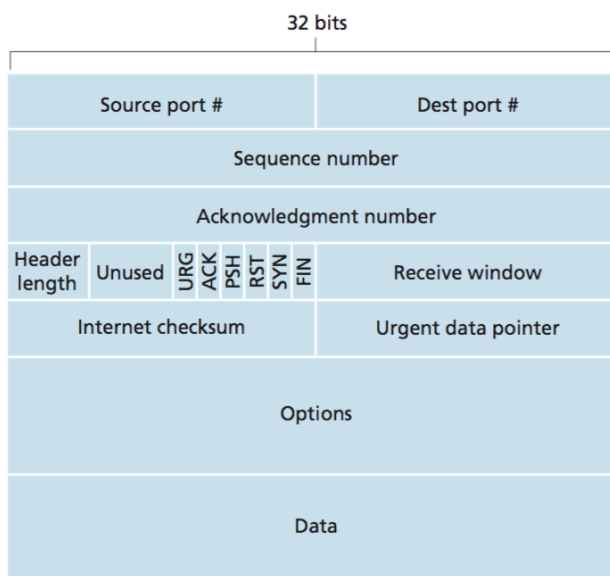 32 bits
Source port #
Dest port #
Sequence number
Acknowledgment number
Header
length
Unused
URG
ACK
PSH
RST
SYN
FIN
Receive window
Internet checksum
Urgent data pointer
Options
Data